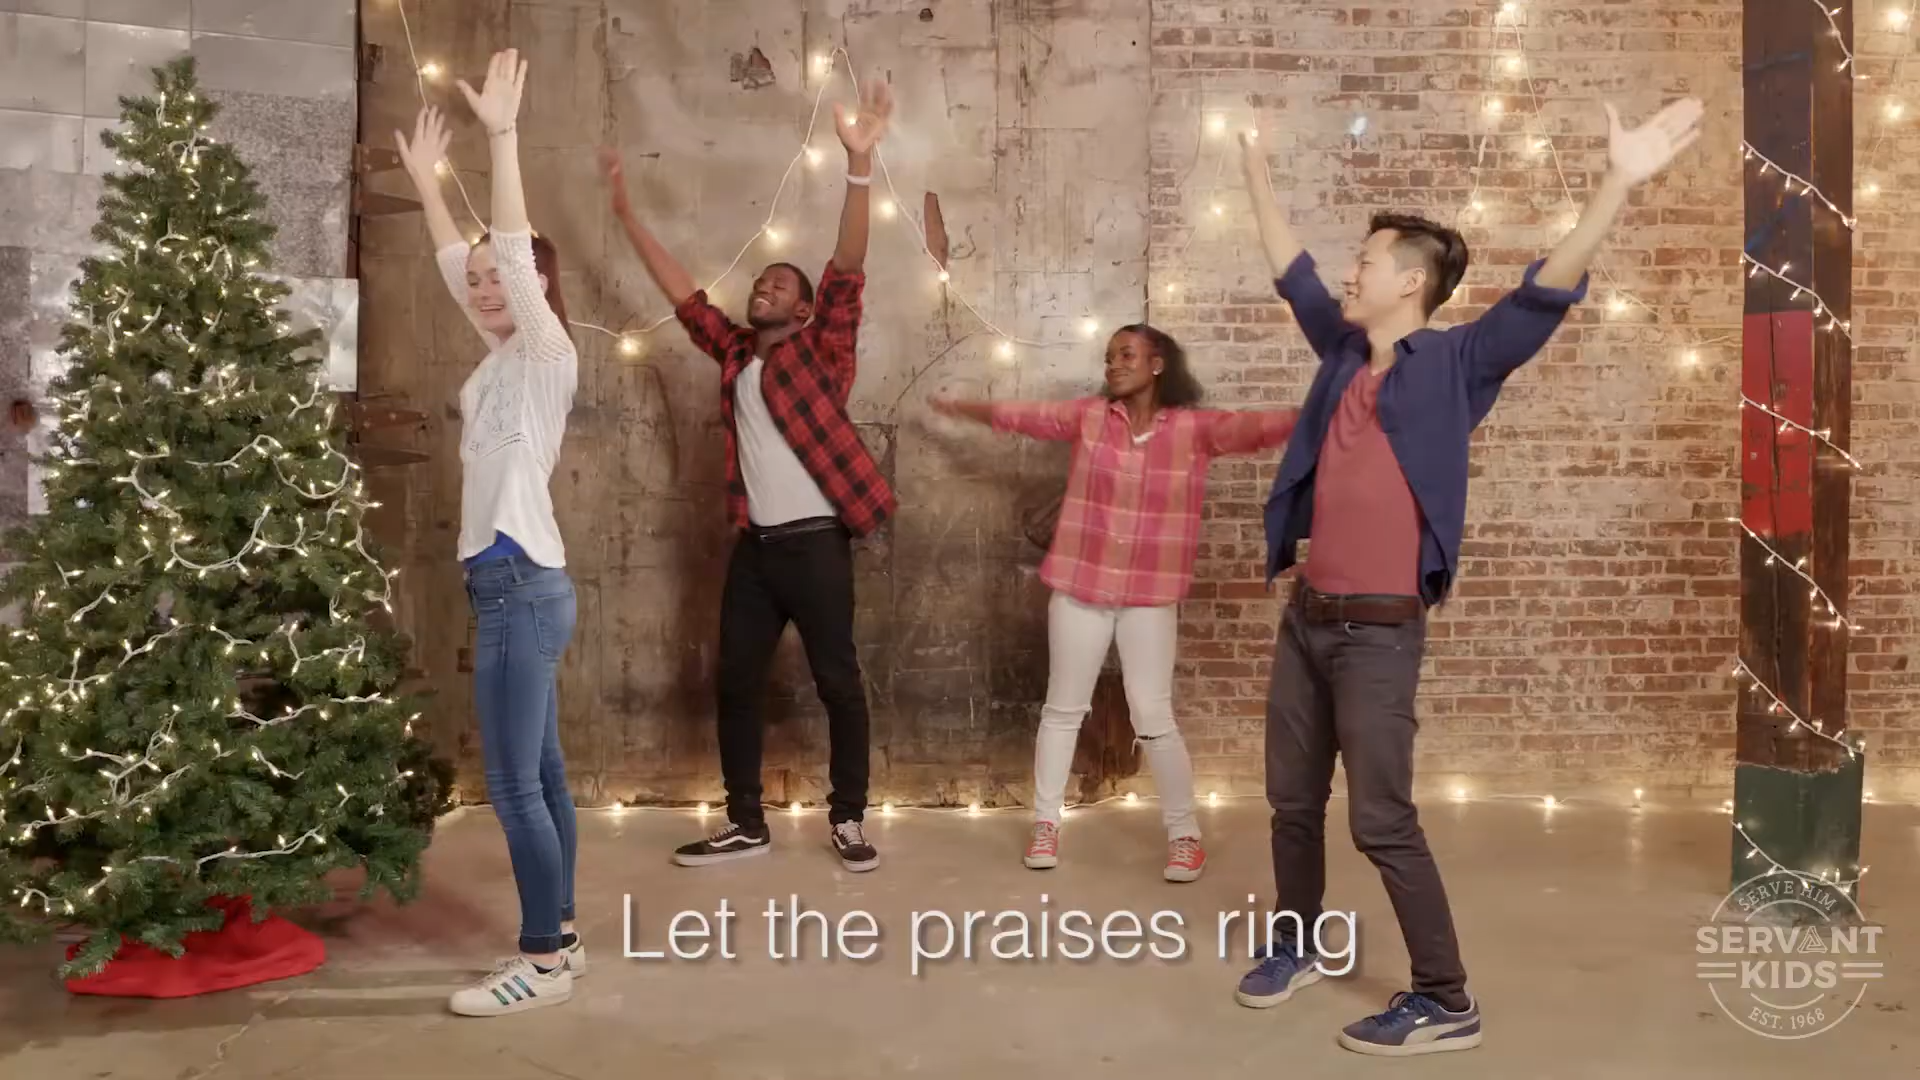 Let the praises ring
SERVE HIM
SERVANT
KIDS
EST. 1968